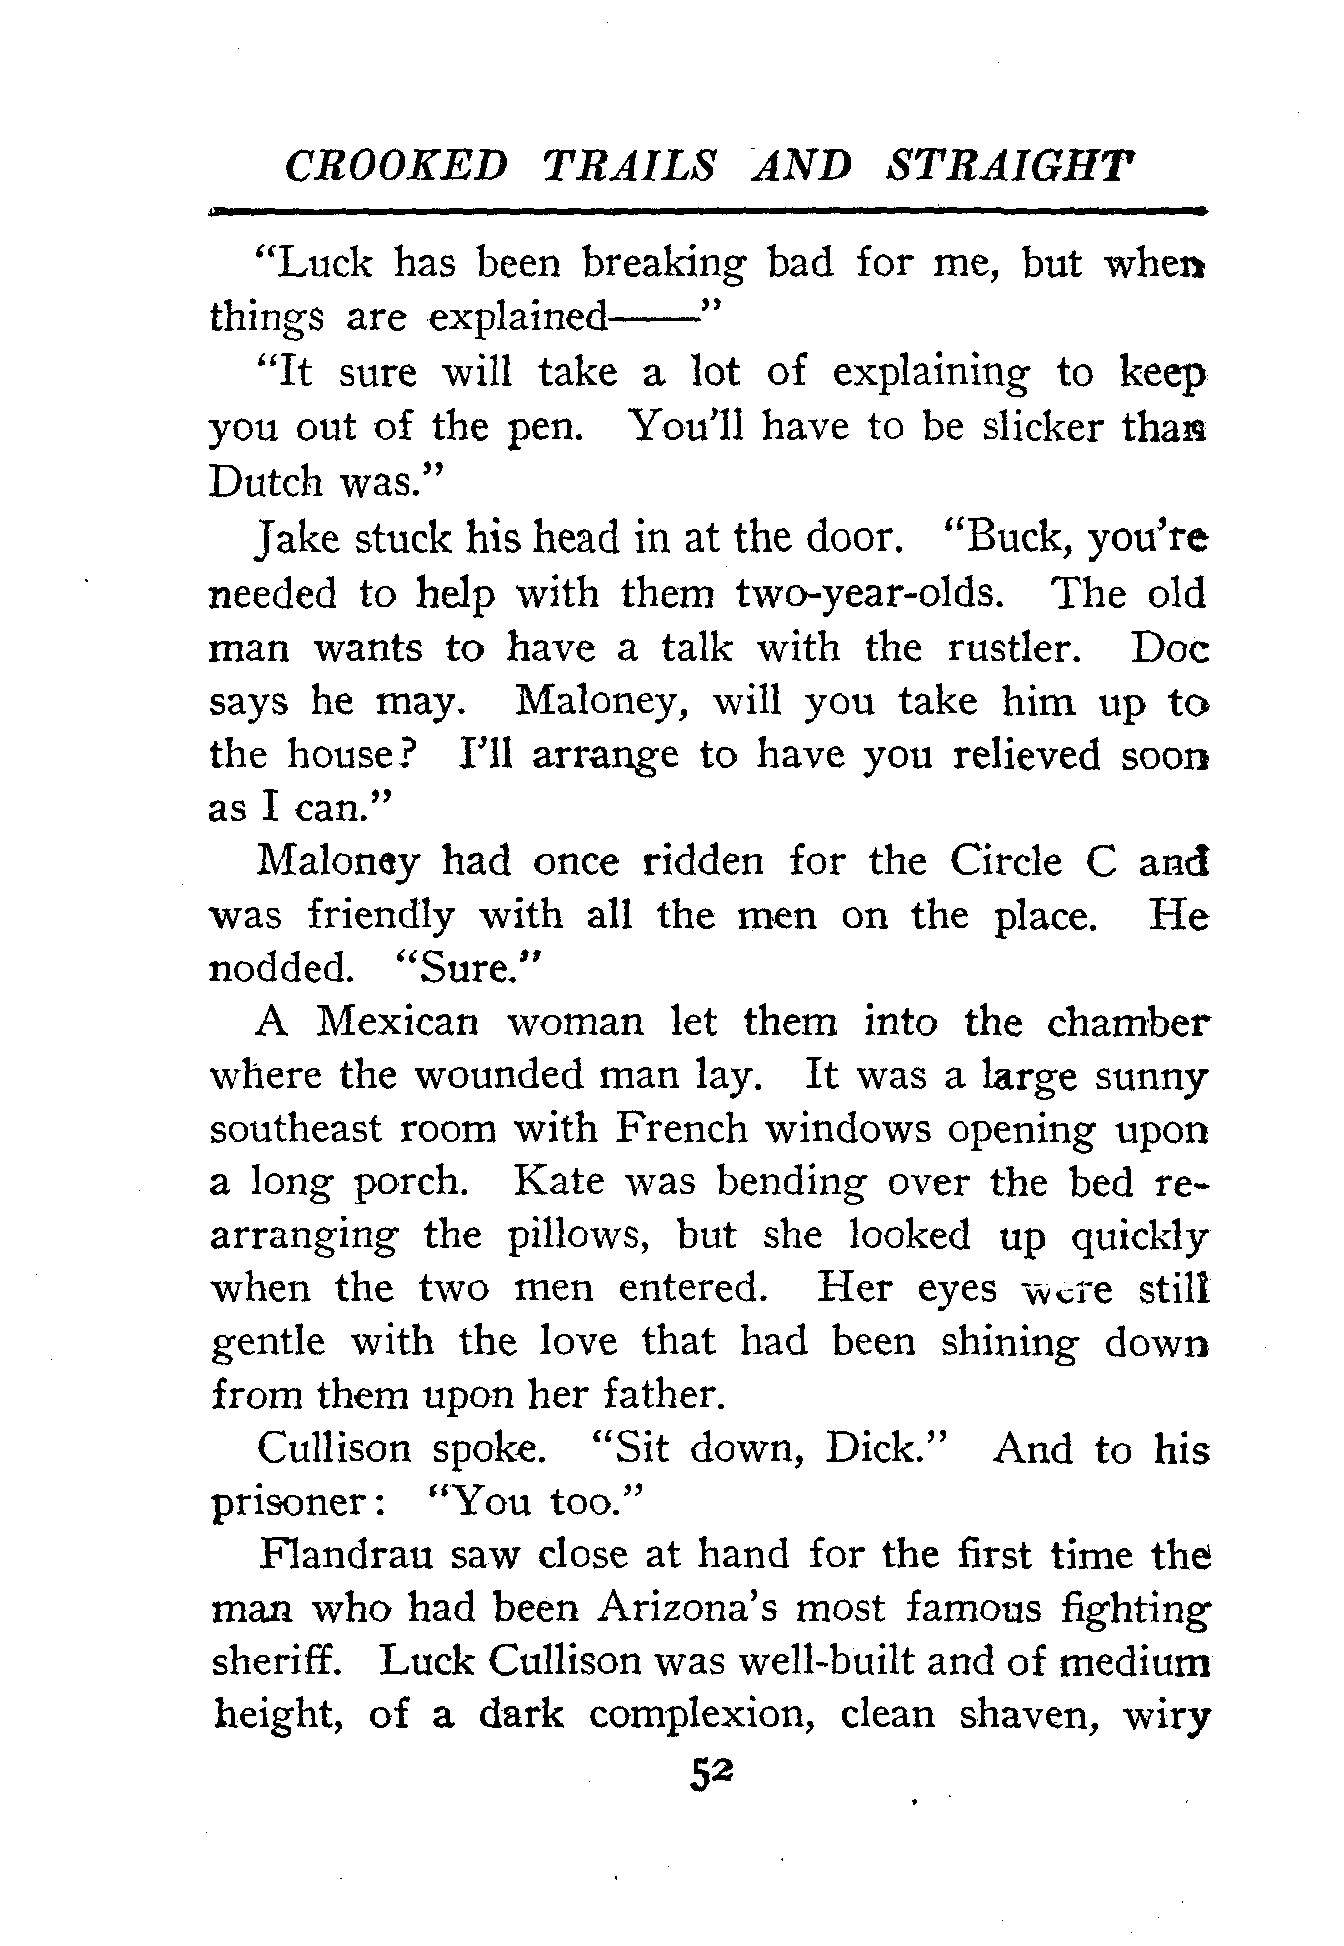 CROOKED TRAILS AND STRAIGHT
“Luck has been breaking bad for me, but when
things are explained——”
“It sure will take a lot of explaining to keep
you out of the pen. You’ll have to be slicker than
Dutch was.”
Jake stuck his head in at the door. “Buck, you’re
needed to help with them two-year-olds. The old
man wants to have a talk with the rustler. Doc
says he may. Maloney, will you take him up to
the house? I’ll arrange to have you relieved soon
as I can.”
Maloney had once ridden for the Circle C and
was friendly with all the men on the place. He
nodded. “Sure.”
A Mexican woman let them into the chamber
where the wounded man lay. It was a large sunny
southeast room with French windows opening upon
a long porch. Kate was bending over the bed re-
arranging the pillows, but she looked up quickly
when the two men entered. Her eyes were still
gentle with the love that had been shining down
from them upon her father.
Cullison spoke. “Sit down, Dick.” And to his
prisoner: “You too.”
Flandrau saw close at hand for the first time the
man who had been Arizona’s most famous fighting
sheriff. Luck Cullison was well-built and of medium
height, of a dark complexion, clean shaven, wiry
52